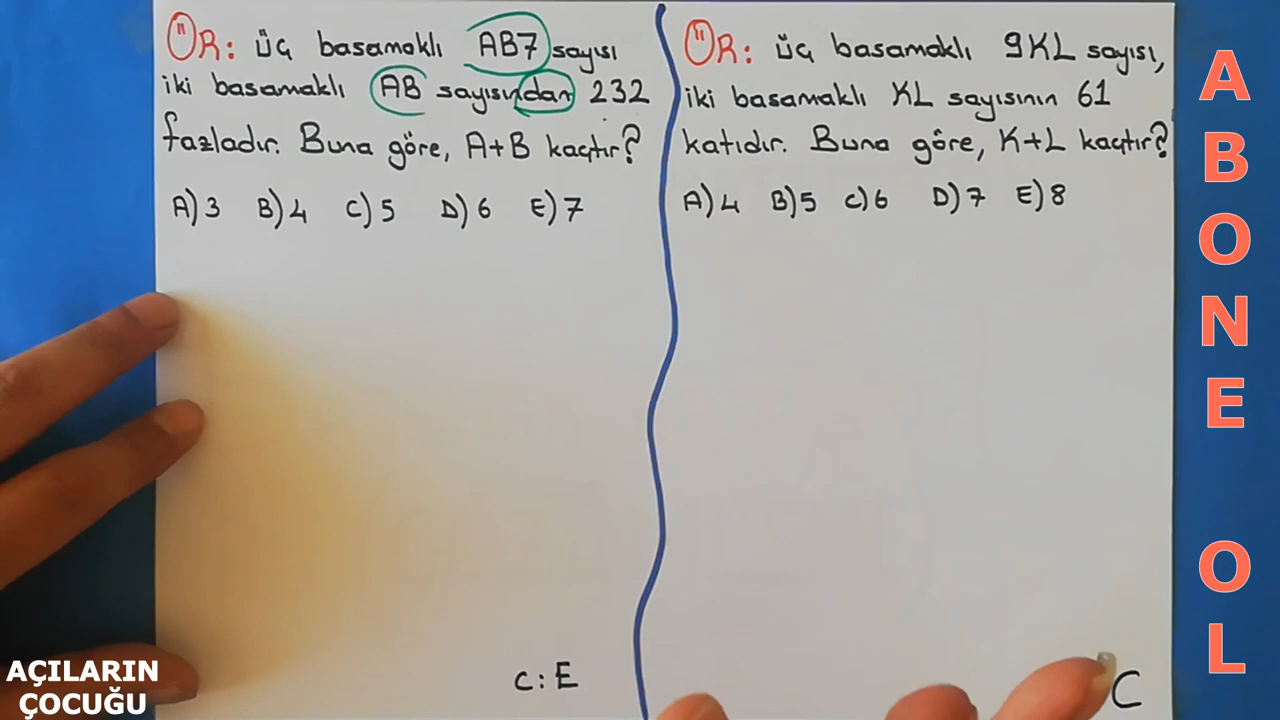 ÖR: üç basamaklı AB7 sayısı
iki basamaklı AB sayısından 232
fazladır. Buna göre, A+B kaçtır?
A) 3 B) 4 C) 5 D) 6 E) 7
C: E
ÖR: üç basamaklı 9KL sayısı,
iki basamaklı KL sayısının 61
katıdır. Buna göre, K+L kaçtır?
A) 4 B) 5 C) 6 D) 7 E) 8
C
ABONE OL
AÇILARIN
ÇOCUĞU